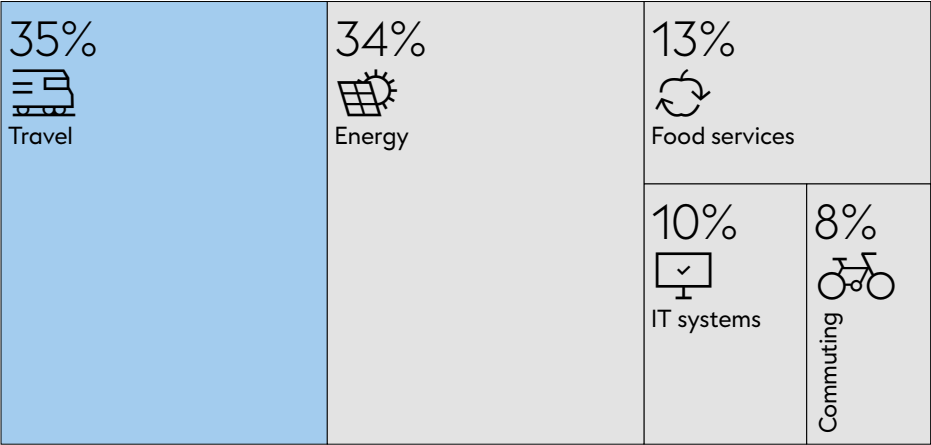 35%
Travel
34%
Energy
13%
Food services
10%
IT systems
8%
Commuting